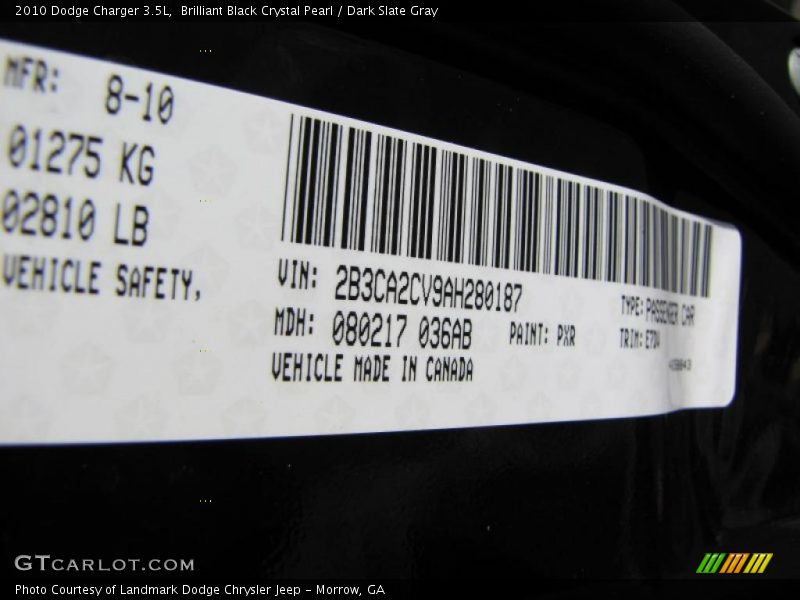 2010 Dodge Charger 3.5L,  Brilliant Black Crystal Pearl / Dark Slate Gray
MFR: 8-10
01275 KG
02810 LB
VEHICLE SAFETY,
VIN: 2B3CA2CV9AH280187
TYPE: PASSENGER CAR
MDH: 080217 036AB
PAINT: PXR
TRIM:
VEHICLE MADE IN CANADA
GTCARLOT.COM
Photo Courtesy of Landmark Dodge Chrysler Jeep - Morrow, GA